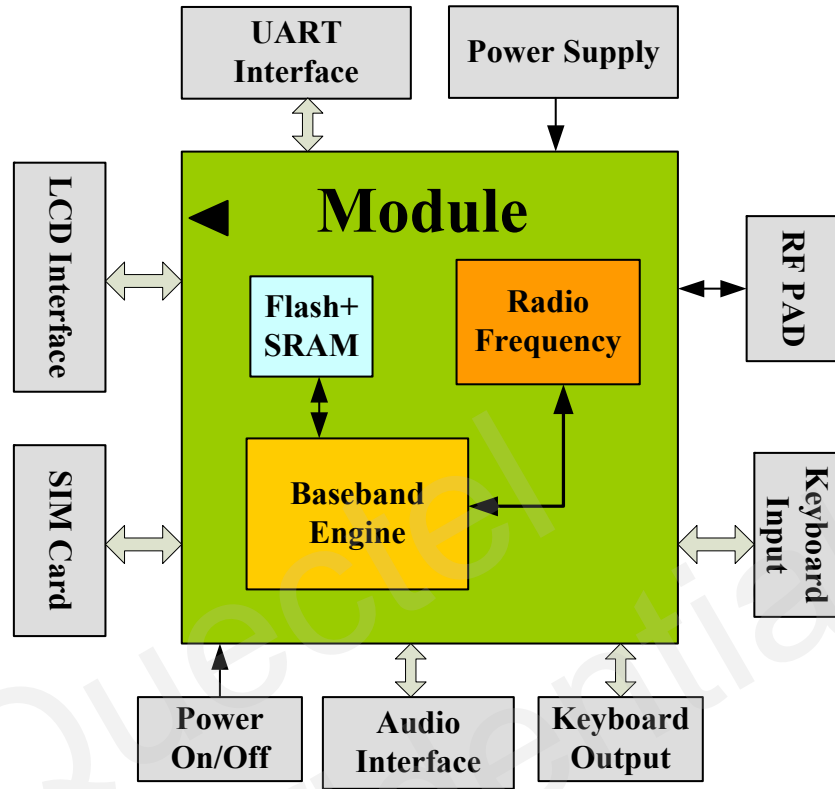 UART
Interface
Power Supply
LCD Interface
Module
RF PAD
Flash+
SRAM
Radio
Frequency
SIM Card
Baseband
Engine
Keyboard
Input
Power
On/Off
Audio
Interface
Keyboard
Output
Quectel